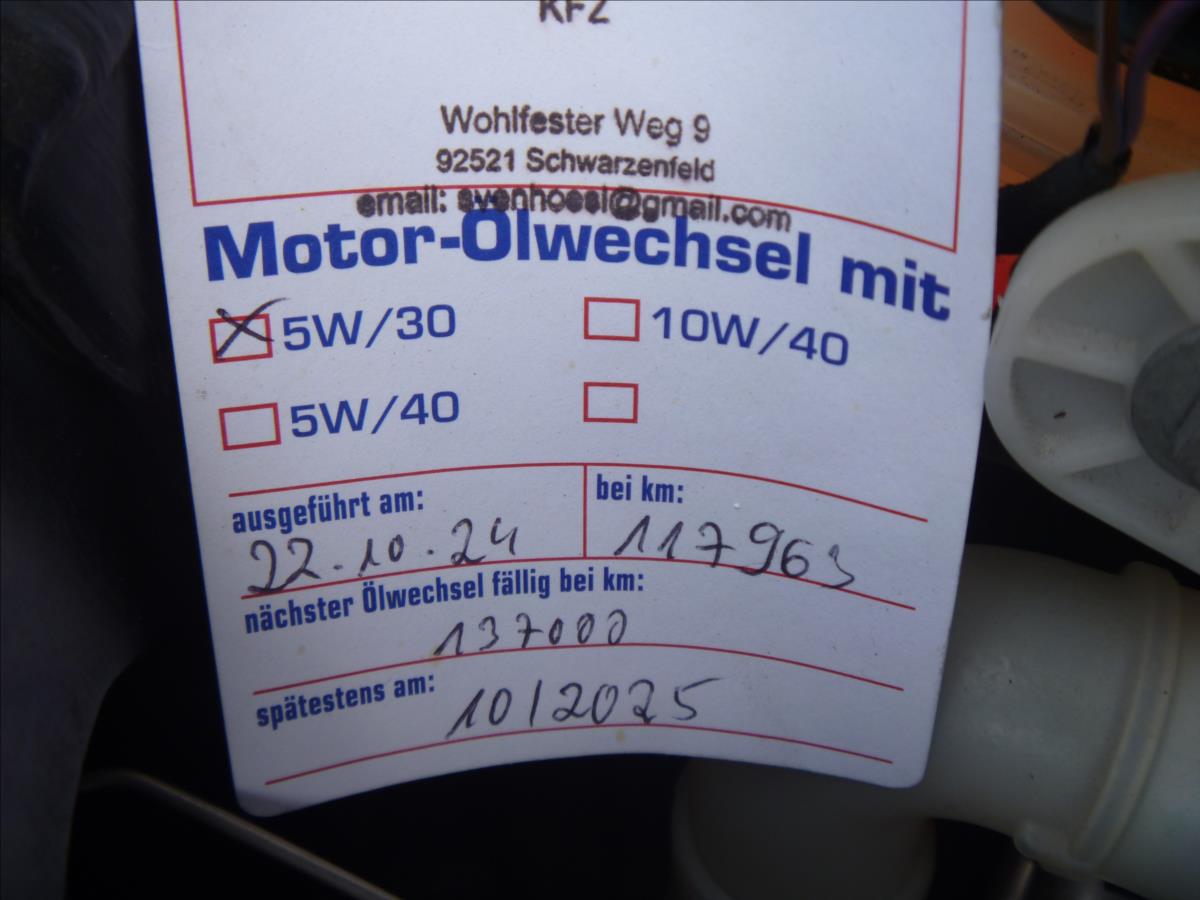 KFZ
Wohlfester Weg 9
92521 Schwarzenfeld
email: svenhoesl@gmail.com
Motor-Ölwechsel mit
5W/30 10W/40
5W/40
ausgeführt am: bei km:
22.10.24 117963
nächster Ölwechsel fällig bei km:
137000
spätestens am: 10/2025